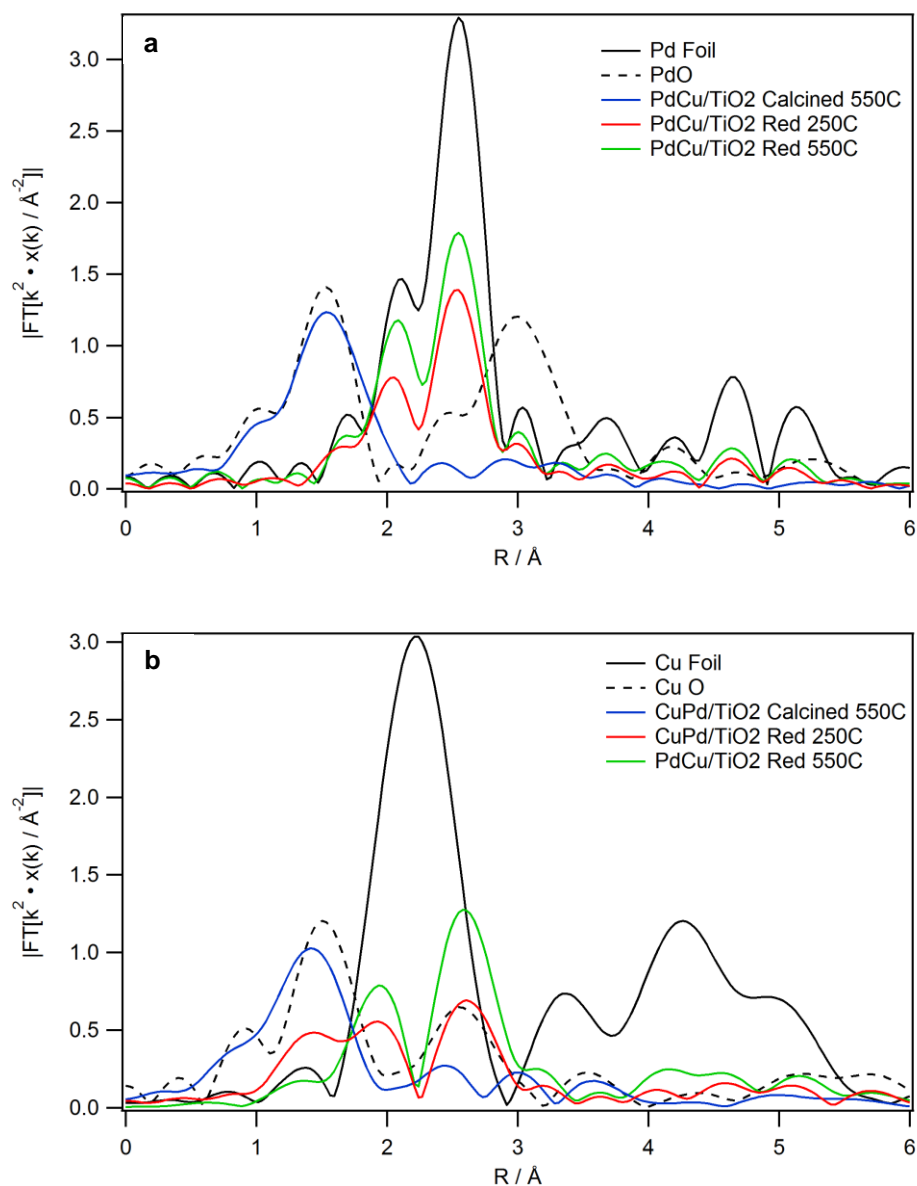 a
Pd Foil
PdO
PdCu/TiO2 Calcined 550C
PdCu/TiO2 Red 250C
PdCu/TiO2 Red 550C
3.0
2.5
2.0
1.5
1.0
0.5
0.0
|FT[k² • x(k) / Å⁻²]|
0 1 2 3 4 5 6
R / Å
b
Cu Foil
Cu O
CuPd/TiO2 Calcined 550C
CuPd/TiO2 Red 250C
PdCu/TiO2 Red 550C
3.0
2.5
2.0
1.5
1.0
0.5
0.0
|FT[k² • x(k) / Å⁻²]|
0 1 2 3 4 5 6
R / Å